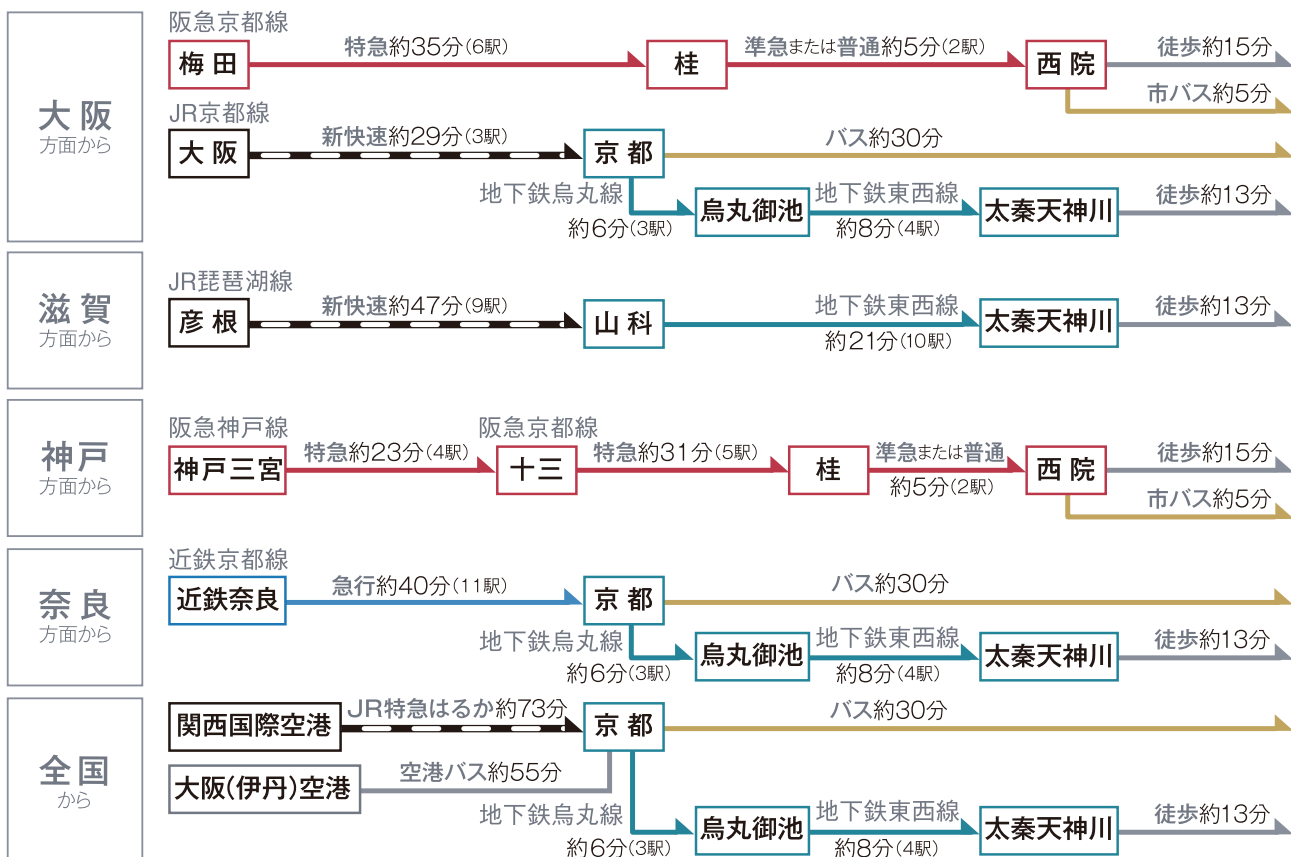 大阪
方面から
阪急京都線
梅田
特急約35分(6駅)
桂
準急または普通約5分(2駅)
西院
徒歩約15分
市バス約5分
JR京都線
大阪
新快速約29分(3駅)
京都
バス約30分
地下鉄烏丸線
約6分(3駅)
烏丸御池
地下鉄東西線
約8分(4駅)
太秦天神川
徒歩約13分
滋賀
方面から
JR琵琶湖線
彦根
新快速約47分(9駅)
山科
地下鉄東西線
約21分(10駅)
太秦天神川
徒歩約13分
神戸
方面から
阪急神戸線
神戸三宮
特急約23分(4駅)
阪急京都線
十三
特急約31分(5駅)
桂
準急または普通
約5分(2駅)
西院
徒歩約15分
市バス約5分
奈良
方面から
近鉄京都線
近鉄奈良
急行約40分(11駅)
京都
バス約30分
地下鉄烏丸線
約6分(3駅)
烏丸御池
地下鉄東西線
約8分(4駅)
太秦天神川
徒歩約13分
全国
から
関西国際空港
JR特急はるか約73分
京都
バス約30分
大阪(伊丹)空港
空港バス約55分
地下鉄烏丸線
約6分(3駅)
烏丸御池
地下鉄東西線
約8分(4駅)
太秦天神川
徒歩約13分